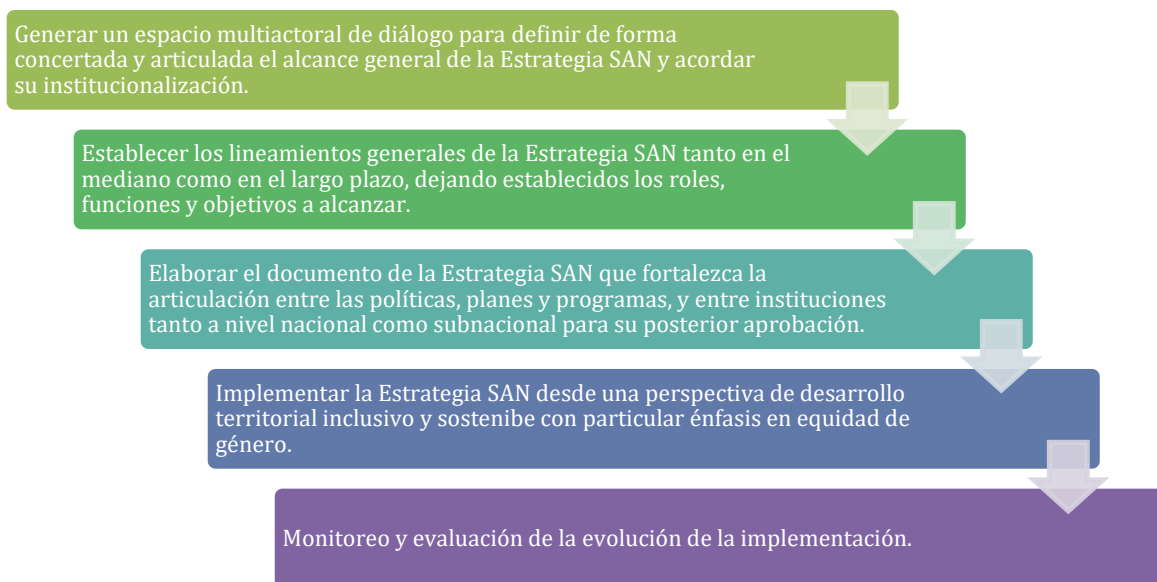 Generar un espacio multiactoral de diálogo para definir de forma
concertada y articulada el alcance general de la Estrategia SAN y acordar
su institucionalización.
Establecer los lineamientos generales de la Estrategia SAN tanto en el
mediano como en el largo plazo, dejando establecidos los roles,
funciones y objetivos a alcanzar.
Elaborar el documento de la Estrategia SAN que fortalezca la
articulación entre las políticas, planes y programas, y entre instituciones
tanto a nivel nacional como subnacional para su posterior aprobación.
Implementar la Estrategia SAN desde una perspectiva de desarrollo
territorial inclusivo y sostenibe con particular énfasis en equidad de
género.
Monitoreo y evaluación de la evolución de la implementación.